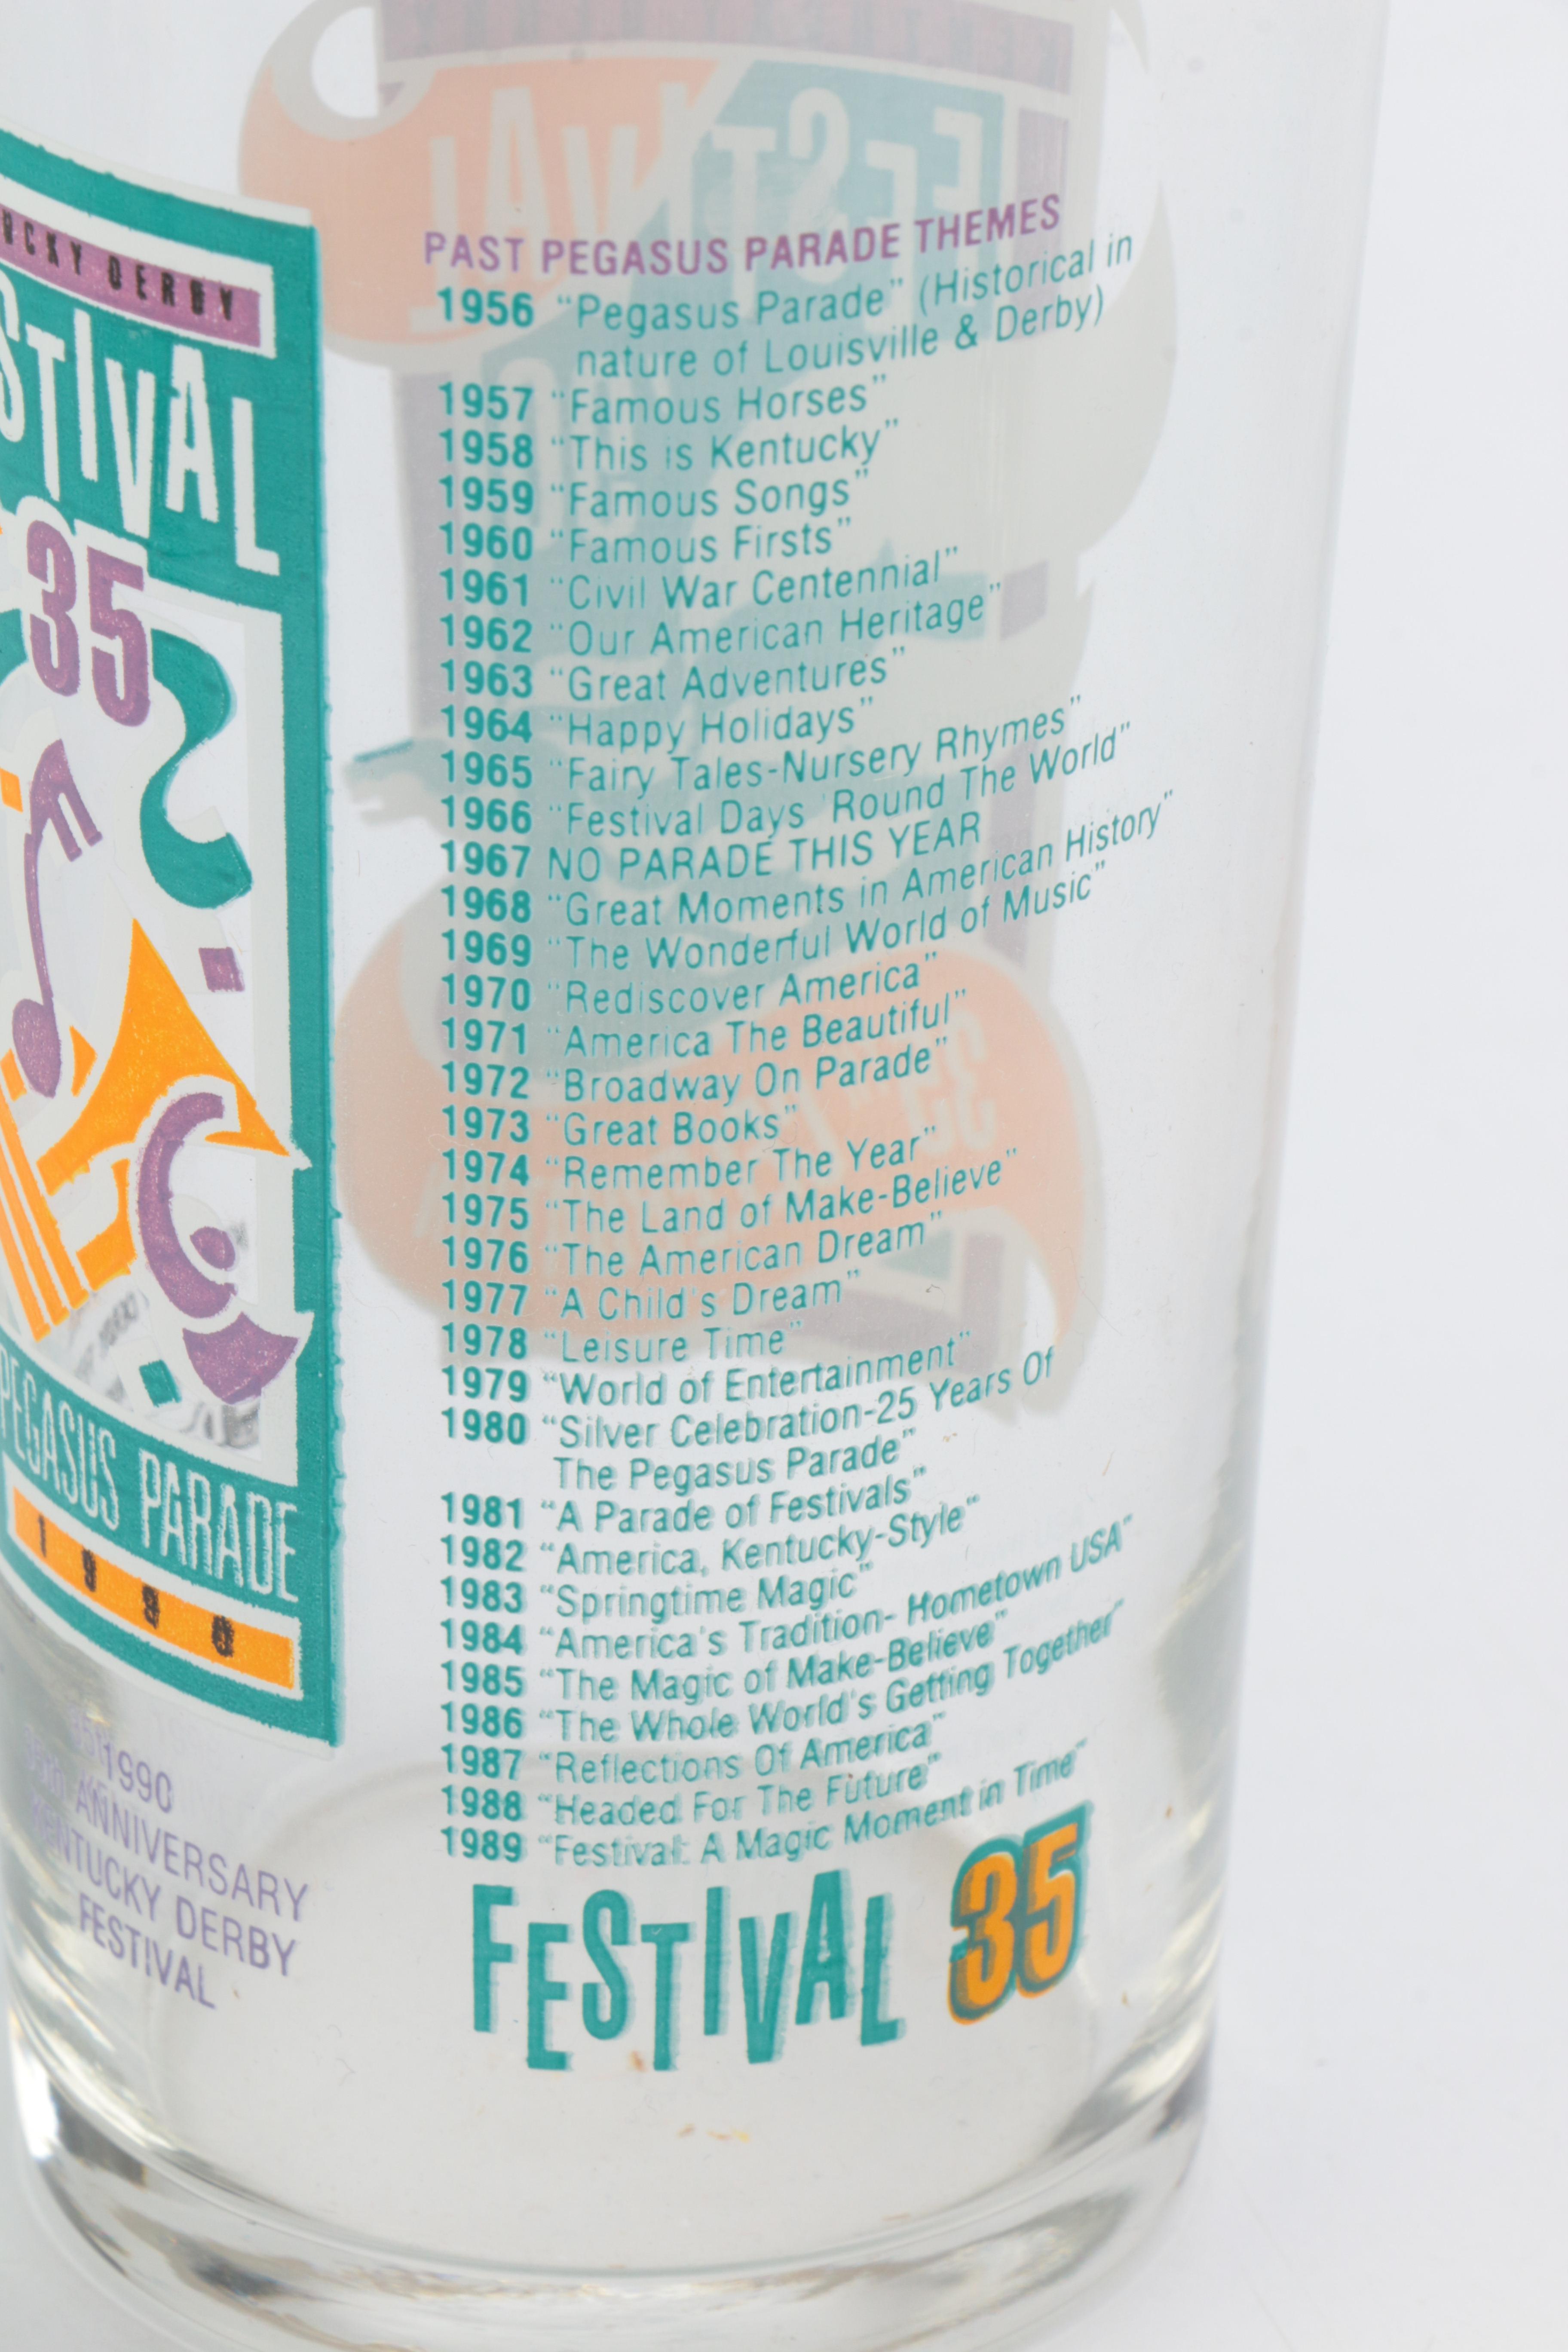 DERBY
STIVAL
35
PEGASUS PARADE
1990
1990
ANNIVERSARY
KENTUCKY DERBY
FESTIVAL
PAST PEGASUS PARADE THEMES
1956 “Pegasus Parade” (Historical in
nature of Louisville & Derby)
1957 “Famous Horses”
1958 “This is Kentucky”
1959 “Famous Songs”
1960 “Famous Firsts”
1961 “Civil War Centennial”
1962 “Our American Heritage”
1963 “Great Adventures”
1964 “Happy Holidays”
1965 “Fairy Tales-Nursery Rhymes”
1966 “Festival Days 'Round The World”
1967 NO PARADE THIS YEAR
1968 “Great Moments in American History”
1969 “The Wonderful World of Music”
1970 “Rediscover America”
1971 “America The Beautiful”
1972 “Broadway On Parade”
1973 “Great Books”
1974 “Remember The Year”
1975 “The Land of Make-Believe”
1976 “The American Dream”
1977 “A Child's Dream”
1978 “Leisure Time”
1979 “World of Entertainment”
1980 “Silver Celebration-25 Years Of
The Pegasus Parade”
1981 “A Parade of Festivals”
1982 “America, Kentucky-Style”
1983 “Springtime Magic”
1984 “America's Tradition- Hometown USA”
1985 “The Magic of Make-Believe”
1986 “The Whole World's Getting Together”
1987 “Reflections Of America”
1988 “Headed For The Future”
1989 “Festival: A Magic Moment in Time”
FESTIVAL 35